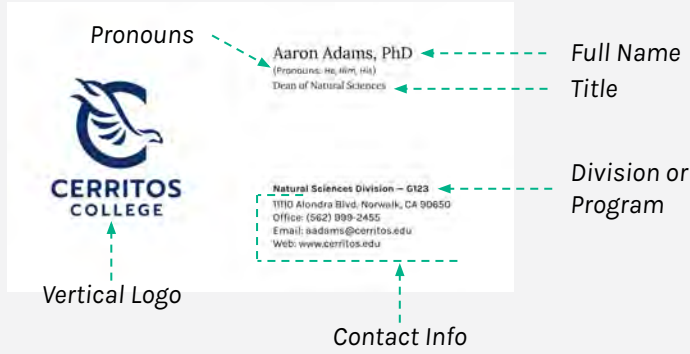 Pronouns
Aaron Adams, PhD
Full Name
(Pronouns: He, Him, His)
Dean of Natural Sciences
Title
CERRITOS
COLLEGE
Natural Sciences Division – G123
Division or
Program
11110 Alondra Blvd. Norwalk, CA 90650
Office: (562) 999-2455
Email: aadams@cerritos.edu
Web: www.cerritos.edu
Vertical Logo
Contact Info